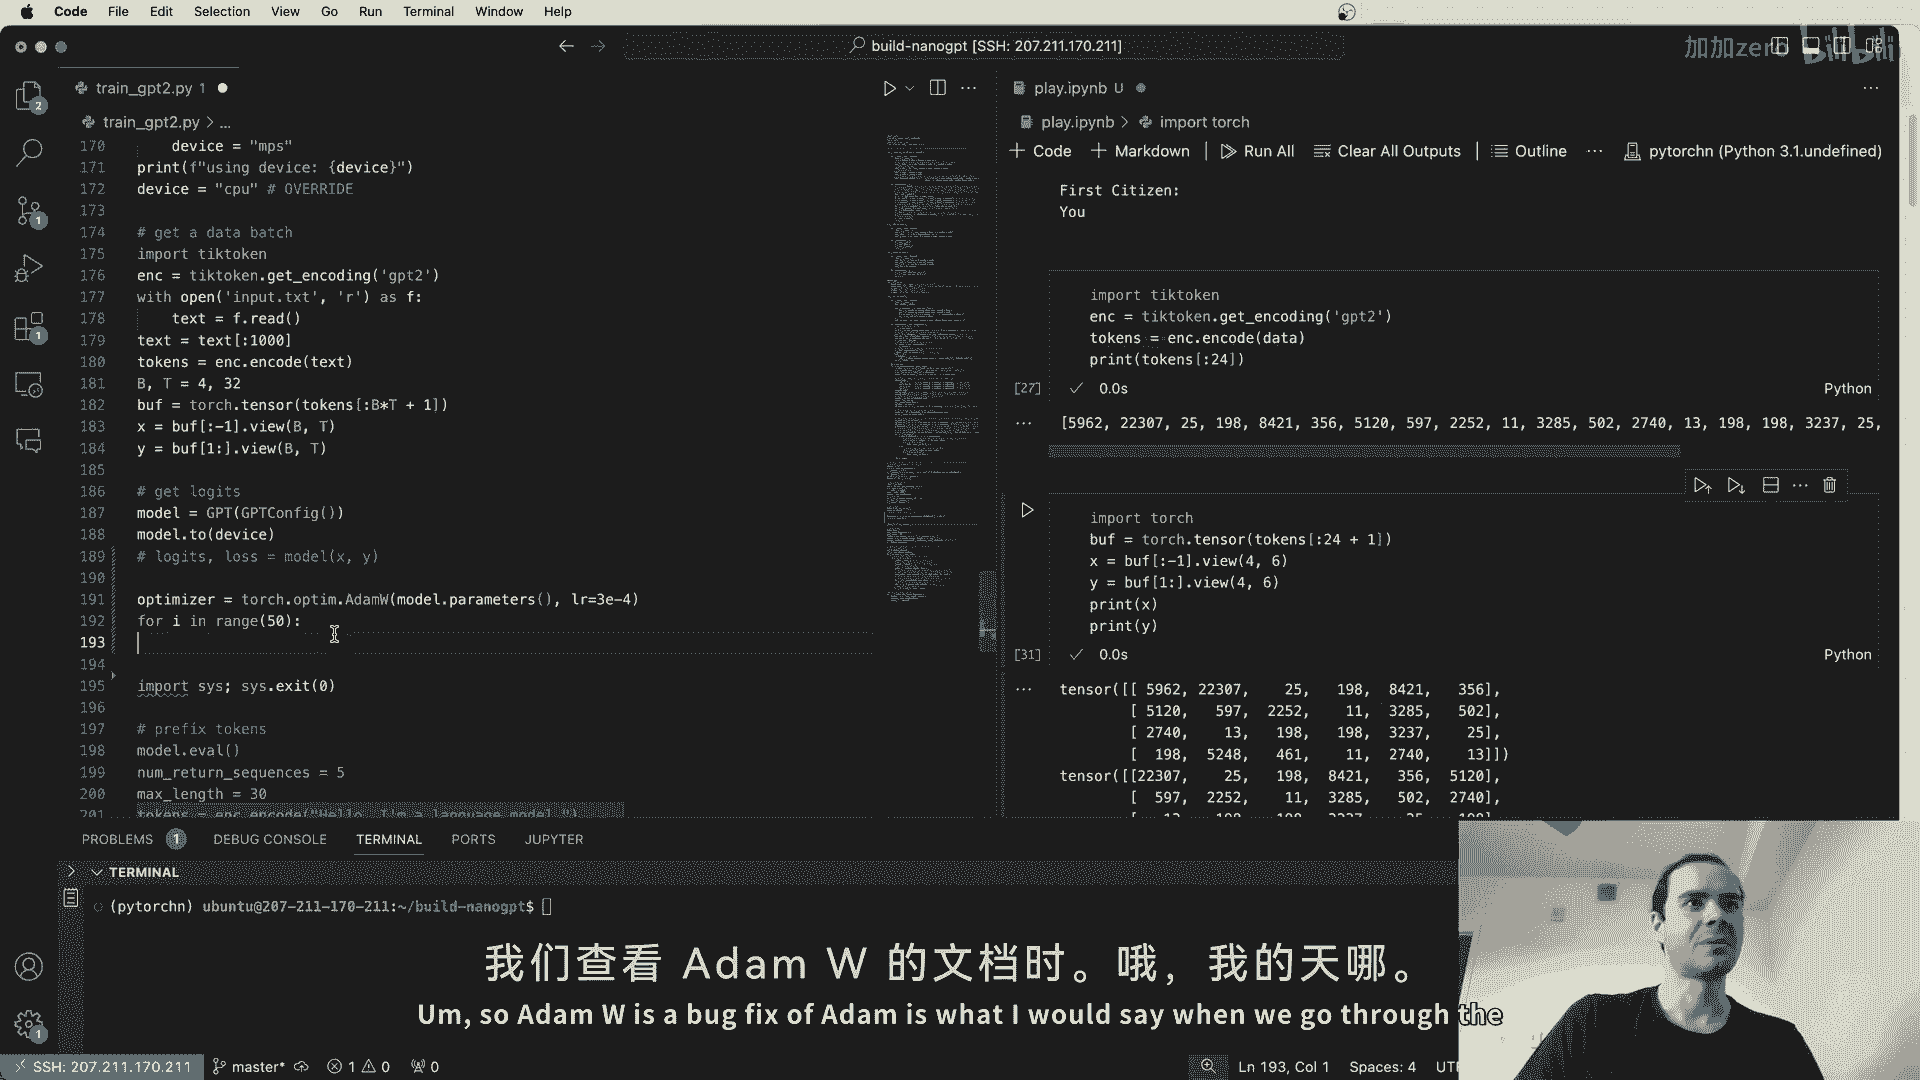 Code File Edit Selection View Go Run Terminal Window Help
build-nanogpt [SSH: 207.211.170.211]
加加zero bilibili
train_gpt2.py 1
train_gpt2.py > ...
170 device = "mps"
171 print(f"using device: {device}")
172 device = "cpu" # OVERRIDE
173
174 # get a data batch
175 import tiktoken
176 enc = tiktoken.get_encoding('gpt2')
177 with open('input.txt', 'r') as f:
178 text = f.read()
179 text = text[:1000]
180 tokens = enc.encode(text)
181 B, T = 4, 32
182 buf = torch.tensor(tokens[:B*T + 1])
183 x = buf[:-1].view(B, T)
184 y = buf[1:].view(B, T)
185
186 # get logits
187 model = GPT(GPTConfig())
188 model.to(device)
189 # logits, loss = model(x, y)
190
191 optimizer = torch.optim.AdamW(model.parameters(), lr=3e-4)
192 for i in range(50):
193
194
195 import sys; sys.exit(0)
196
197 # prefix tokens
198 model.eval()
199 num_return_sequences = 5
200 max_length = 30
201 tokens = enc.encode("Hello, I'm a language model,")
play.ipynb U
play.ipynb > import torch
+ Code + Markdown | Run All Clear All Outputs | Outline ... pytorchn (Python 3.1.undefined)
First Citizen:
You
import tiktoken
enc = tiktoken.get_encoding('gpt2')
tokens = enc.encode(data)
print(tokens[:24])
[27] 0.0s Python
[5962, 22307, 25, 198, 8421, 356, 5120, 597, 2252, 11, 3285, 502, 2740, 13, 198, 198, 3237, 25,
import torch
buf = torch.tensor(tokens[:24 + 1])
x = buf[:-1].view(4, 6)
y = buf[1:].view(4, 6)
print(x)
print(y)
[31] 0.0s Python
tensor([[ 5962, 22307, 25, 198, 8421, 356],
[ 5120, 597, 2252, 11, 3285, 502],
[ 2740, 13, 198, 198, 3237, 25],
[ 198, 5248, 461, 11, 2740, 13]])
tensor([[22307, 25, 198, 8421, 356, 5120],
[ 597, 2252, 11, 3285, 502, 2740],
PROBLEMS 1 DEBUG CONSOLE TERMINAL PORTS JUPYTER
TERMINAL
(pytorchn) ubuntu@207-211-170-211:~/build-nanogpt$
我们查看 Adam W 的文档时。哦，我的天哪。
Um, so Adam W is a bug fix of Adam is what I would say when we go through the
SSH: 207.211.170.211 master* 1 0 0 Ln 193, Col 1 Spaces: 4